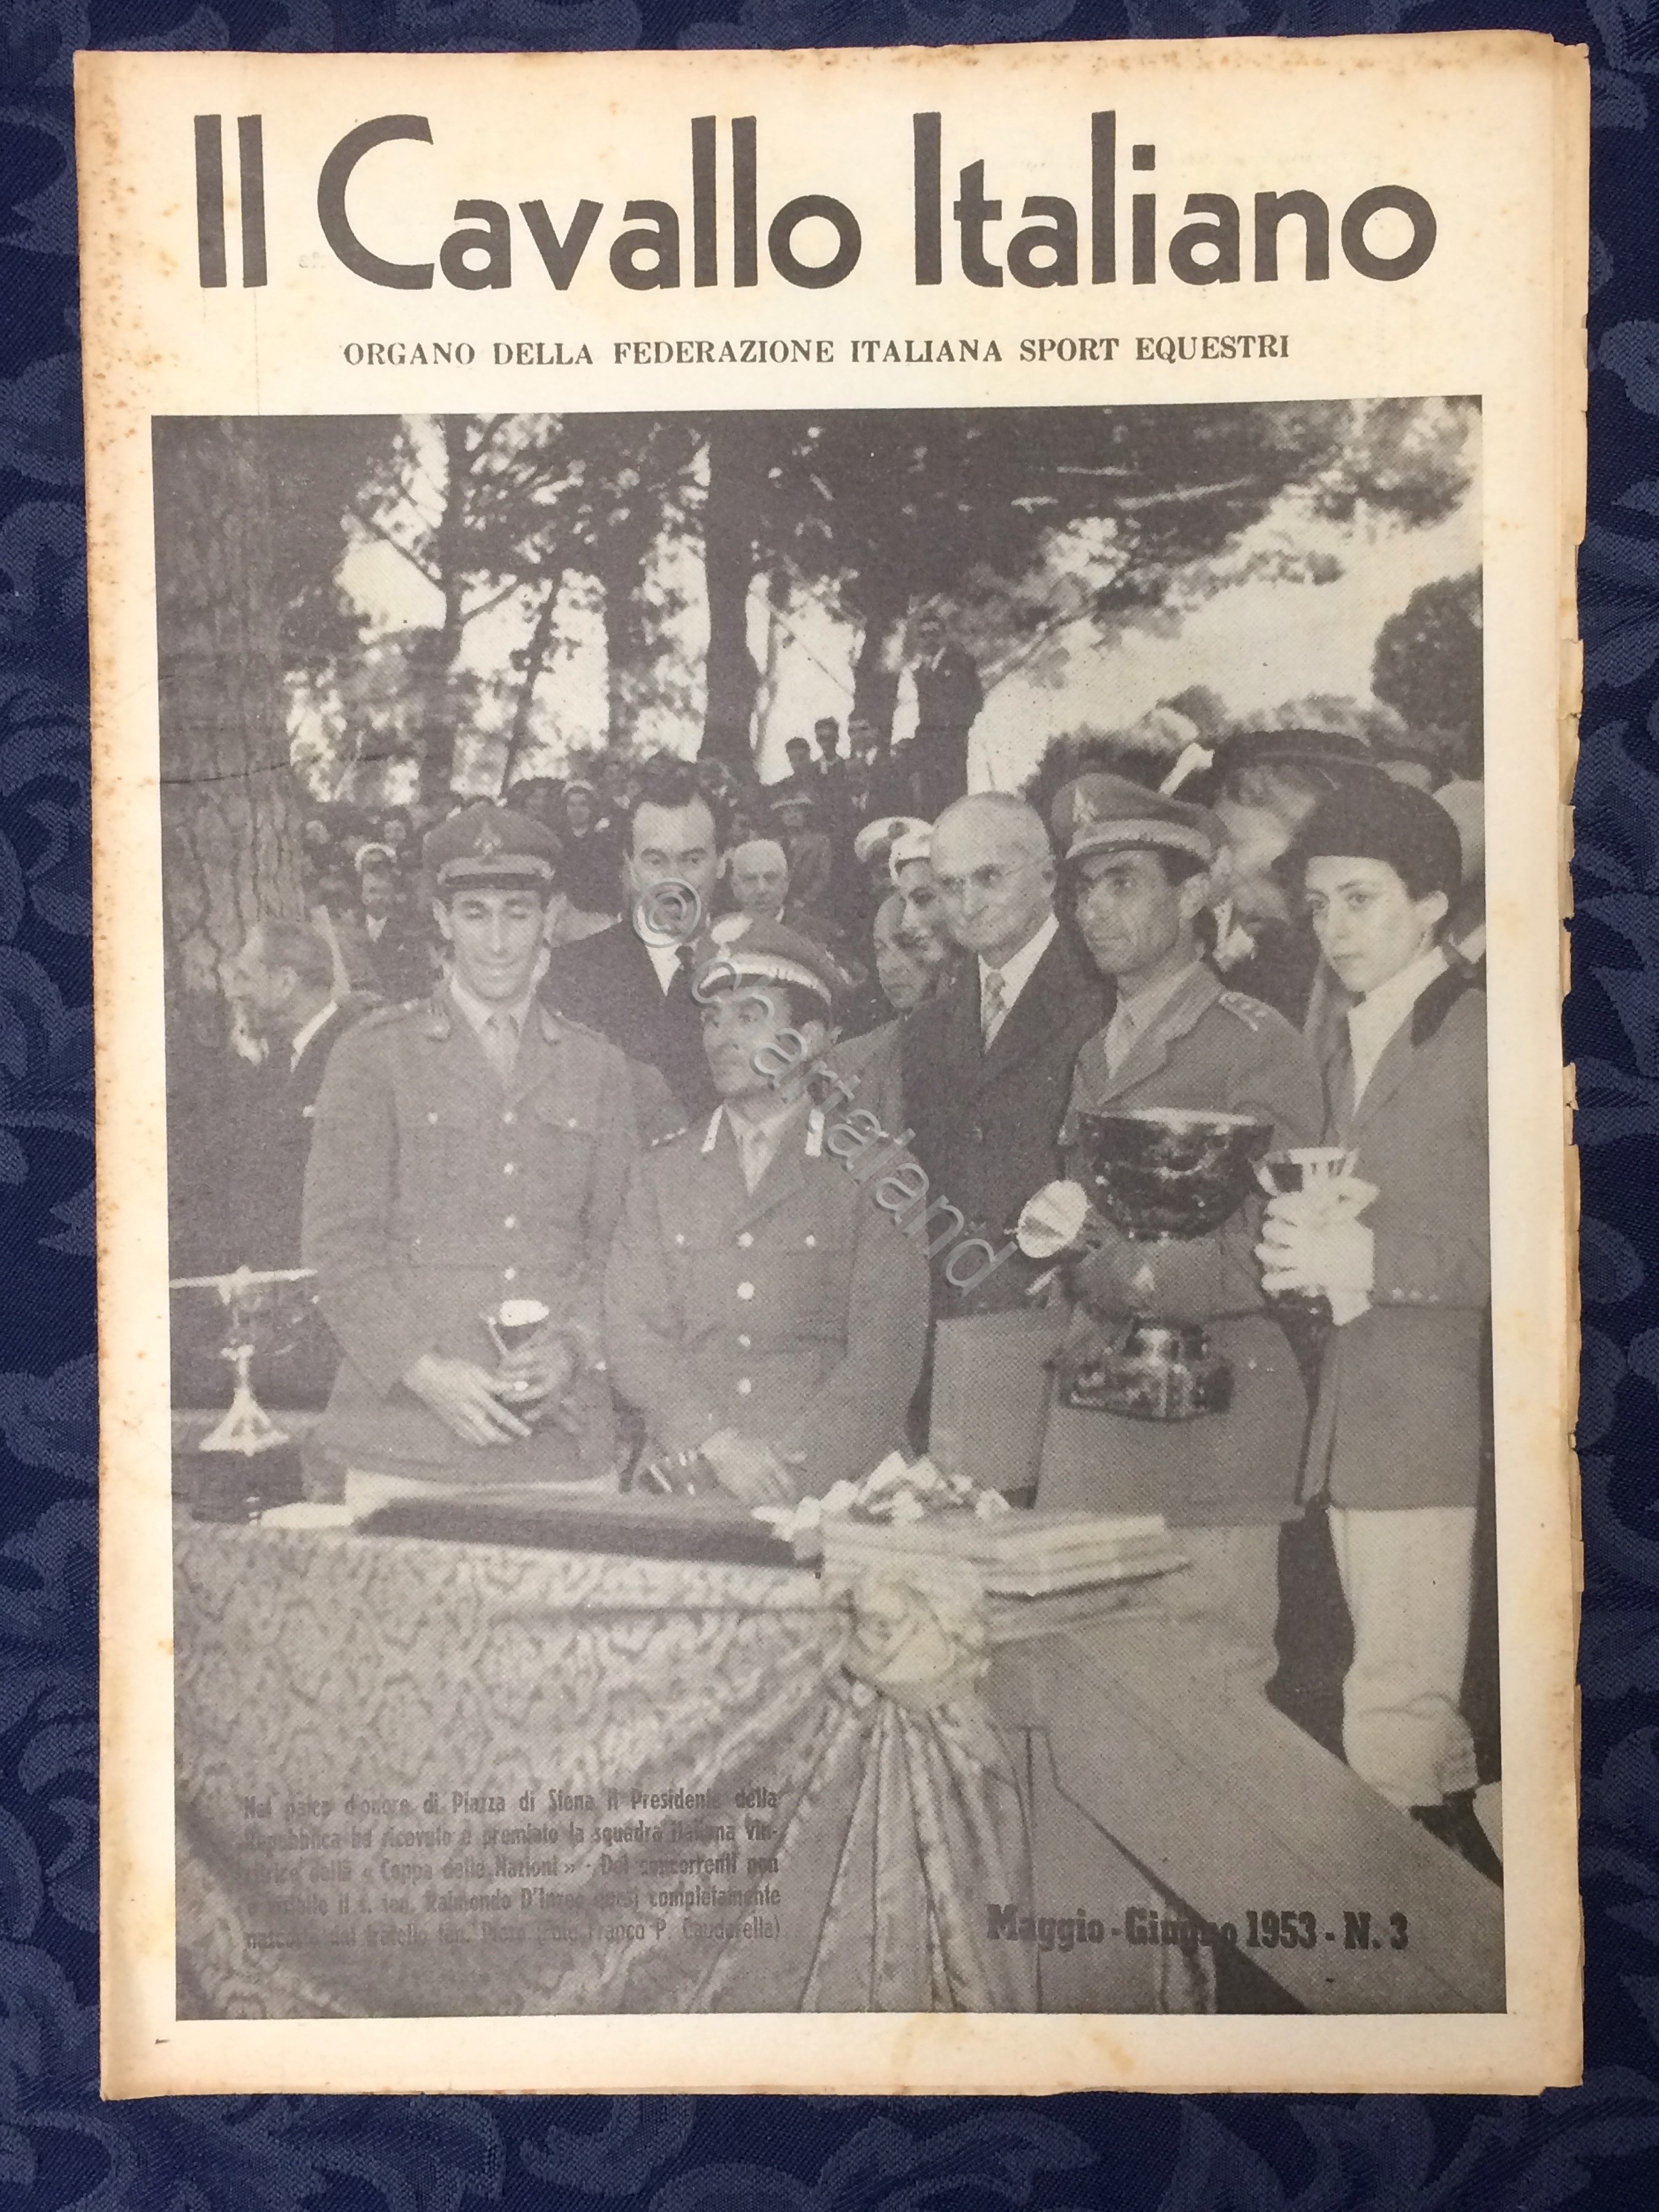 Il Cavallo Italiano
ORGANO DELLA FEDERAZIONE ITALIANA SPORT EQUESTRI
© Cartaland
Nel palco d'onore di Piazza di Siena il Presidente della
Repubblica ha ricevuto e premiato la squadra italiana vin-
trice della « Coppa delle Nazioni » - Dei concorrenti non
è visibile il s. ten. Raimondo D'Inzeo quasi completamente
nascosto dal fratello ten. Piero (Foto Franco P.
Maggio - Giugno 1953 - N. 3